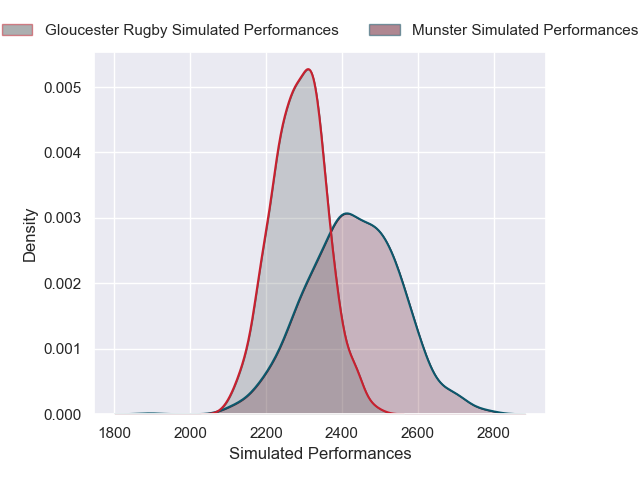 Gloucester Rugby Simulated Performances Munster Simulated Performances
0.005
0.004
0.003
0.002
0.001
0.000
Density
1800 2000 2200 2400 2600 2800
Simulated Performances